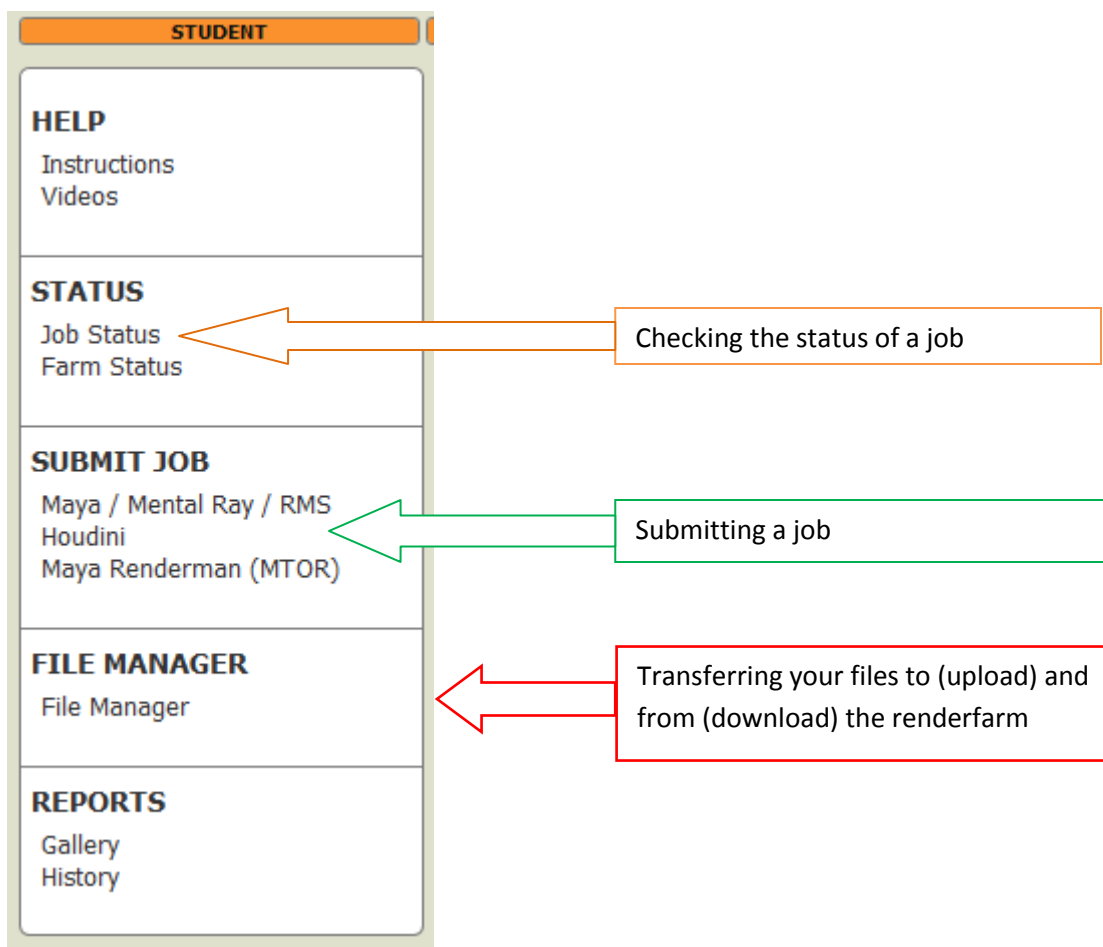 STUDENT
HELP
Instructions
Videos
STATUS
Job Status
Farm Status
Checking the status of a job
SUBMIT JOB
Maya / Mental Ray / RMS
Houdini
Maya Renderman (MTOR)
Submitting a job
FILE MANAGER
File Manager
Transferring your files to (upload) and
from (download) the renderfarm
REPORTS
Gallery
History